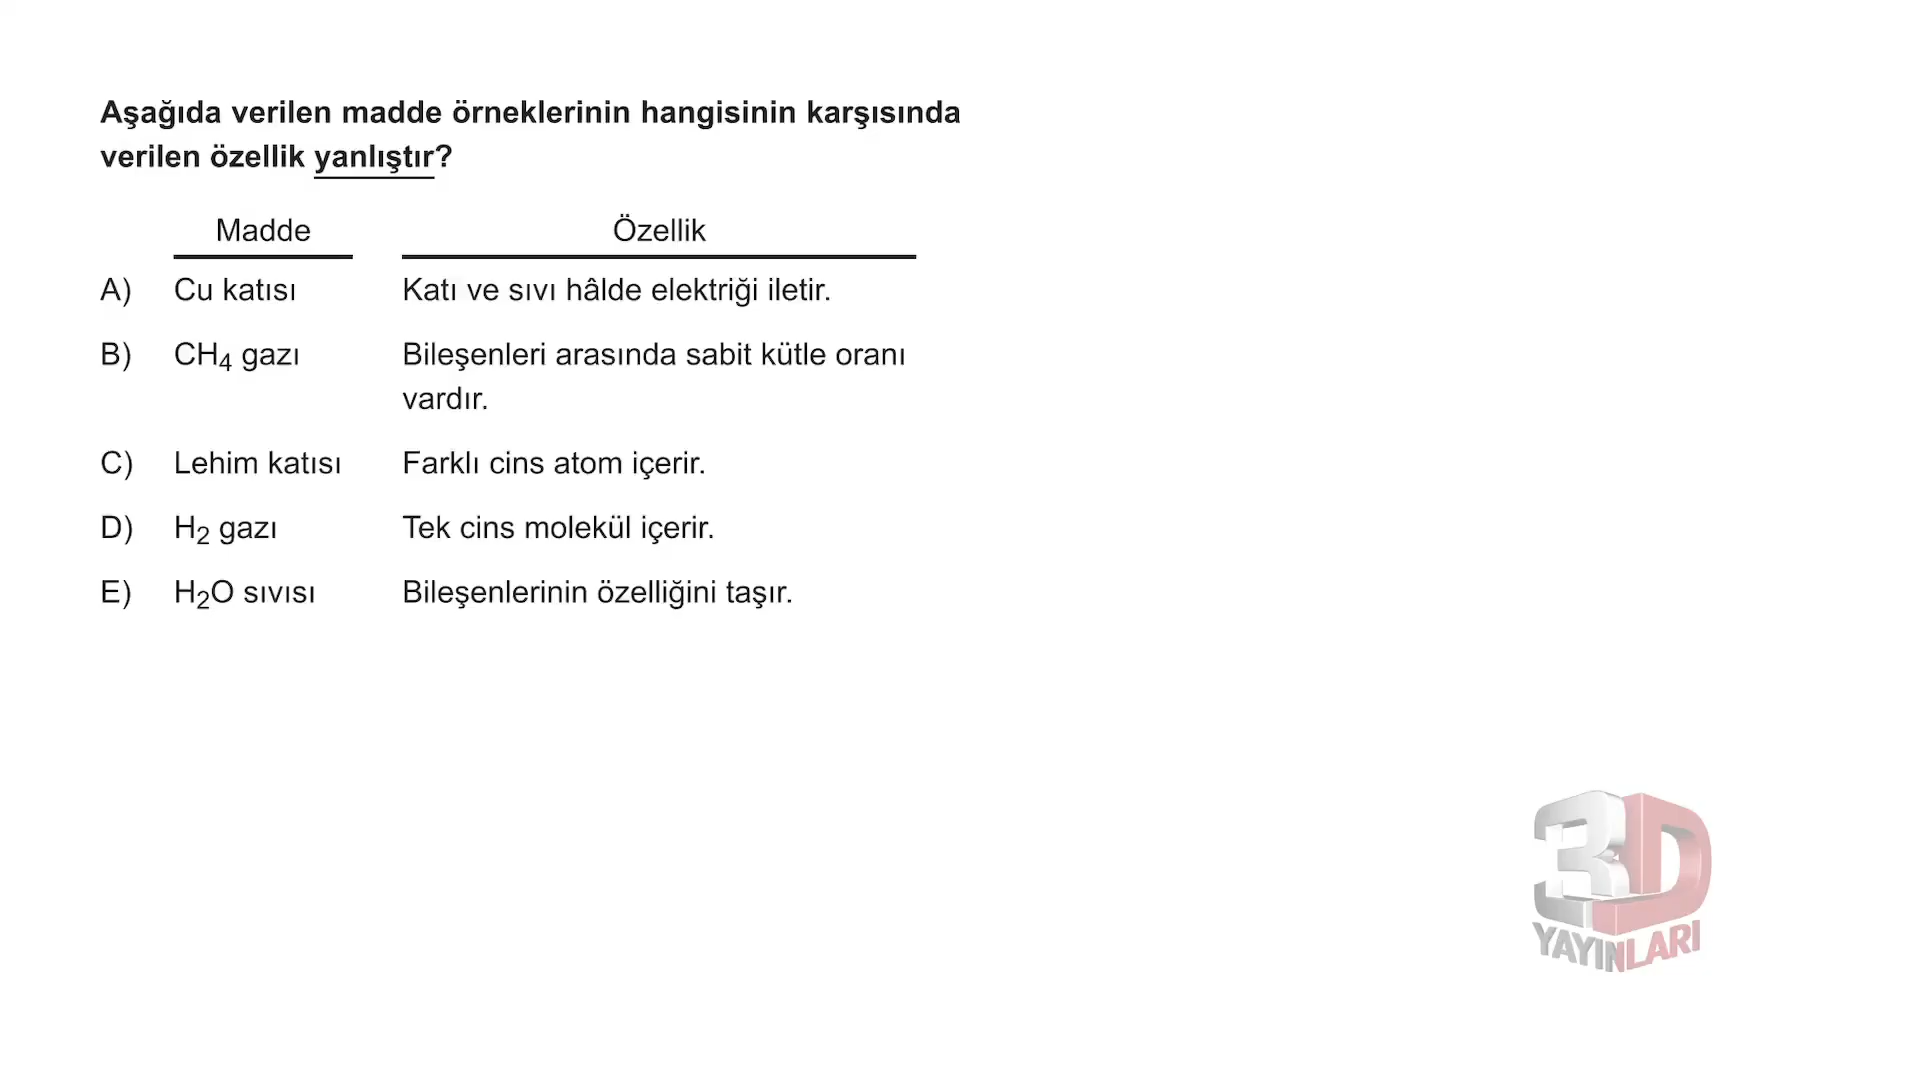 Aşağıda verilen madde örneklerinin hangisinin karşısında
verilen özellik yanlıştır?
Madde Özellik
A) Cu katısı Katı ve sıvı hâlde elektriği iletir.
B) CH₄ gazı Bileşenleri arasında sabit kütle oranı
vardır.
C) Lehim katısı Farklı cins atom içerir.
D) H₂ gazı Tek cins molekül içerir.
E) H₂O sıvısı Bileşenlerinin özelliğini taşır.
3D
YAYINLARI